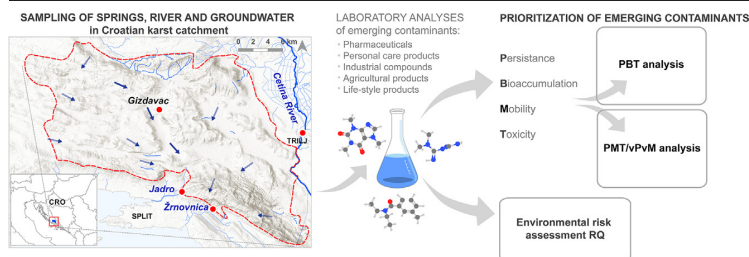 SAMPLING OF SPRINGS, RIVER AND GROUNDWATER
in Croatian karst catchment
0 2 4 6 km
Gizdavac
Cetina River
TRILJ
Jadro
Žrnovnica
SPLIT
CRO
LABORATORY ANALYSES
of emerging contaminants:
· Pharmaceuticals
· Personal care products
· Industrial compounds
· Agricultural products
· Life-style products
PRIORITIZATION OF EMERGING CONTAMINANTS
Persistance
Bioaccumulation
Mobility
Toxicity
PBT analysis
PMT/vPvM analysis
Environmental risk
assessment RQ